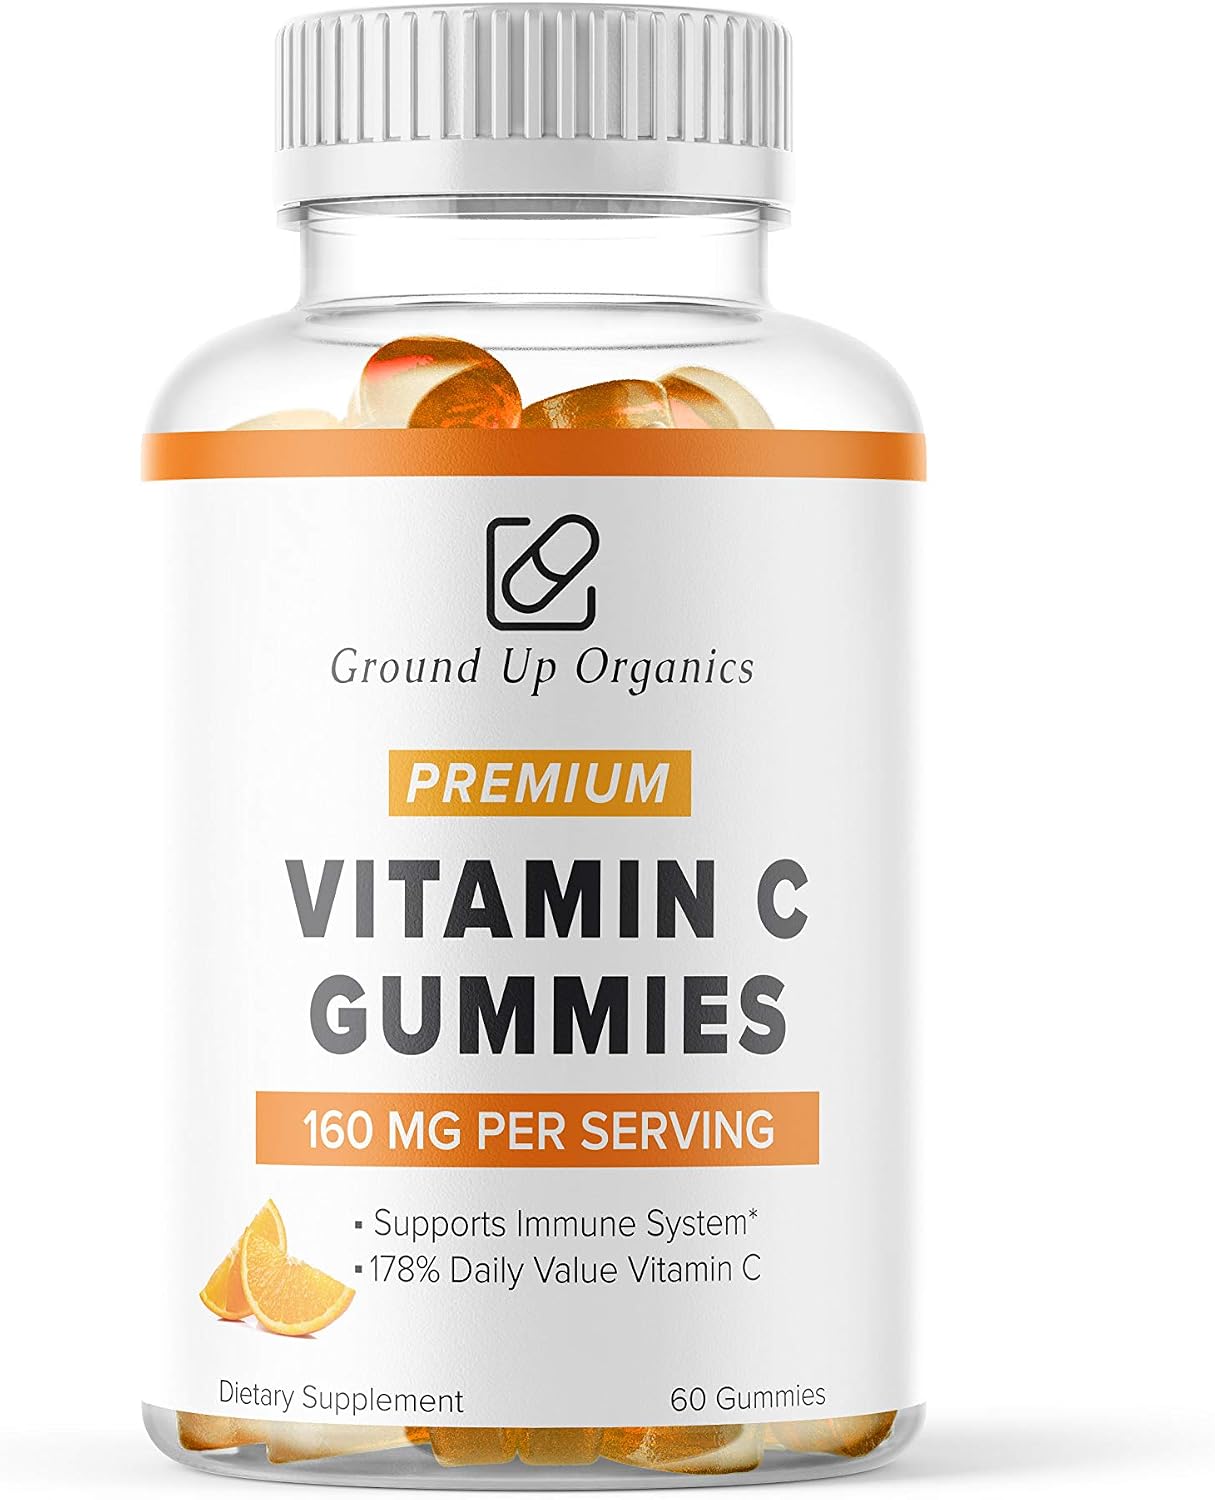 Ground Up Organics
PREMIUM
VITAMIN C
GUMMIES
160 MG PER SERVING
▪ Supports Immune System*
▪ 178% Daily Value Vitamin C
Dietary Supplement 60 Gummies